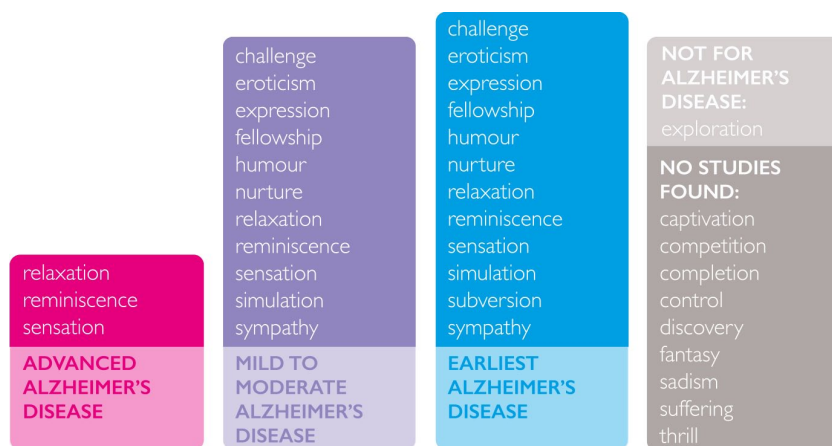 relaxation
reminiscence
sensation
ADVANCED
ALZHEIMER'S
DISEASE
challenge
eroticism
expression
fellowship
humour
nurture
relaxation
reminiscence
sensation
simulation
sympathy
MILD TO
MODERATE
ALZHEIMER'S
DISEASE
challenge
eroticism
expression
fellowship
humour
nurture
relaxation
reminiscence
sensation
simulation
subversion
sympathy
EARLIEST
ALZHEIMER'S
DISEASE
NOT FOR
ALZHEIMER'S
DISEASE:
exploration
NO STUDIES
FOUND:
captivation
competition
completion
control
discovery
fantasy
sadism
suffering
thrill